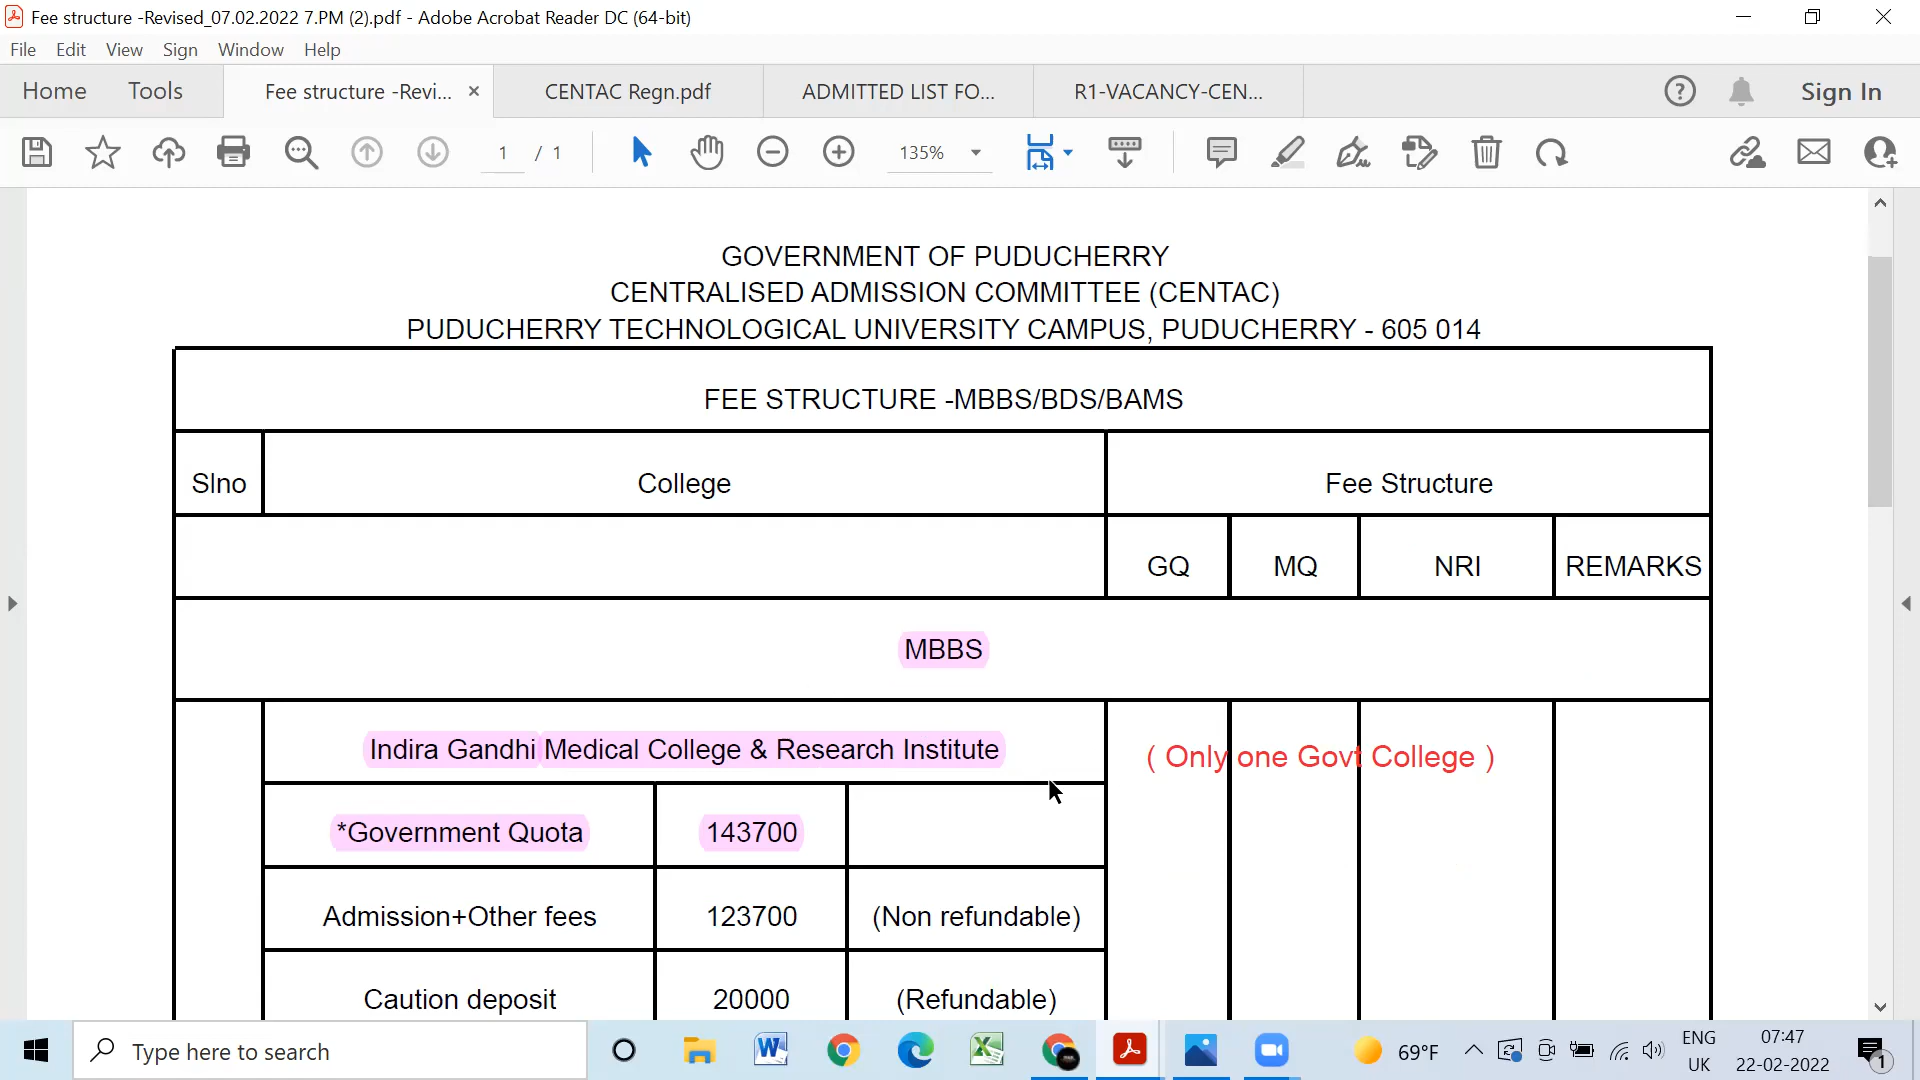 Fee structure -Revised_07.02.2022 7.PM (2).pdf - Adobe Acrobat Reader DC (64-bit)
File Edit View Sign Window Help
Home Tools Fee structure -Revi... × CENTAC Regn.pdf ADMITTED LIST FO... R1-VACANCY-CEN... ? Sign In
1 / 1 135%
GOVERNMENT OF PUDUCHERRY
CENTRALISED ADMISSION COMMITTEE (CENTAC)
PUDUCHERRY TECHNOLOGICAL UNIVERSITY CAMPUS, PUDUCHERRY - 605 014
FEE STRUCTURE -MBBS/BDS/BAMS
Slno College Fee Structure
GQ MQ NRI REMARKS
MBBS
Indira Gandhi Medical College & Research Institute ( Only one Govt College )
*Government Quota 143700
Admission+Other fees 123700 (Non refundable)
Caution deposit 20000 (Refundable)
Type here to search 69°F ENG 07:47
UK 22-02-2022 1